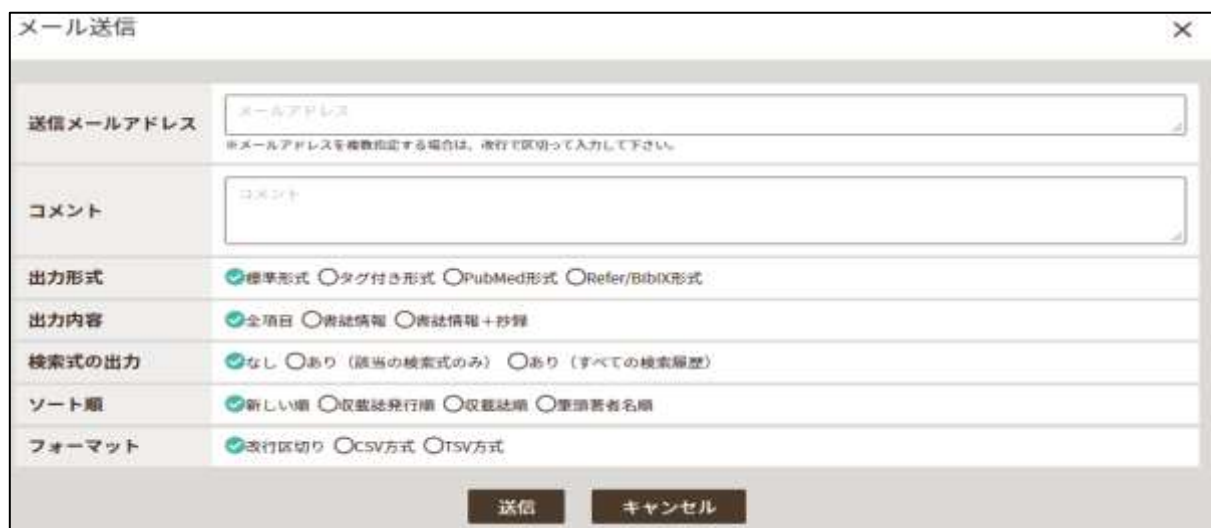 メール送信
×
送信メールアドレス
メールアドレス
※メールアドレスを複数指定する場合は、改行で区切って入力して下さい。
コメント
コメント
出力形式 標準形式 タグ付き形式 PubMed形式 Refer/BibIX形式
出力内容 全項目 書誌情報 書誌情報+抄録
検索式の出力 なし あり（該当の検索式のみ） あり（すべての検索履歴）
ソート順 新しい順 収載誌発行順 収載誌順 筆頭著者名順
フォーマット 改行区切り CSV方式 TSV方式
送信 キャンセル